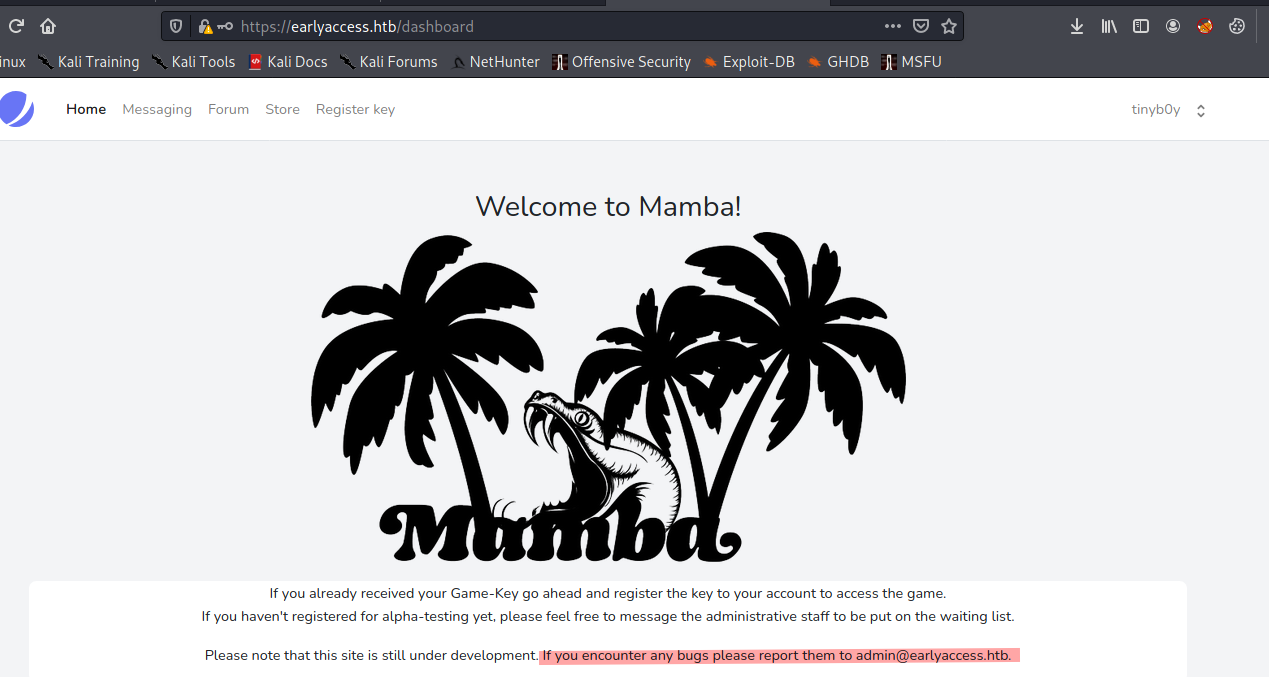 https://earlyaccess.htb/dashboard
inux Kali Training Kali Tools Kali Docs Kali Forums NetHunter Offensive Security Exploit-DB GHDB MSFU
Home Messaging Forum Store Register key tinyb0y
Welcome to Mamba!
Mamba
If you already received your Game-Key go ahead and register the key to your account to access the game.
If you haven't registered for alpha-testing yet, please feel free to message the administrative staff to be put on the waiting list.
Please note that this site is still under development. If you encounter any bugs please report them to admin@earlyaccess.htb.